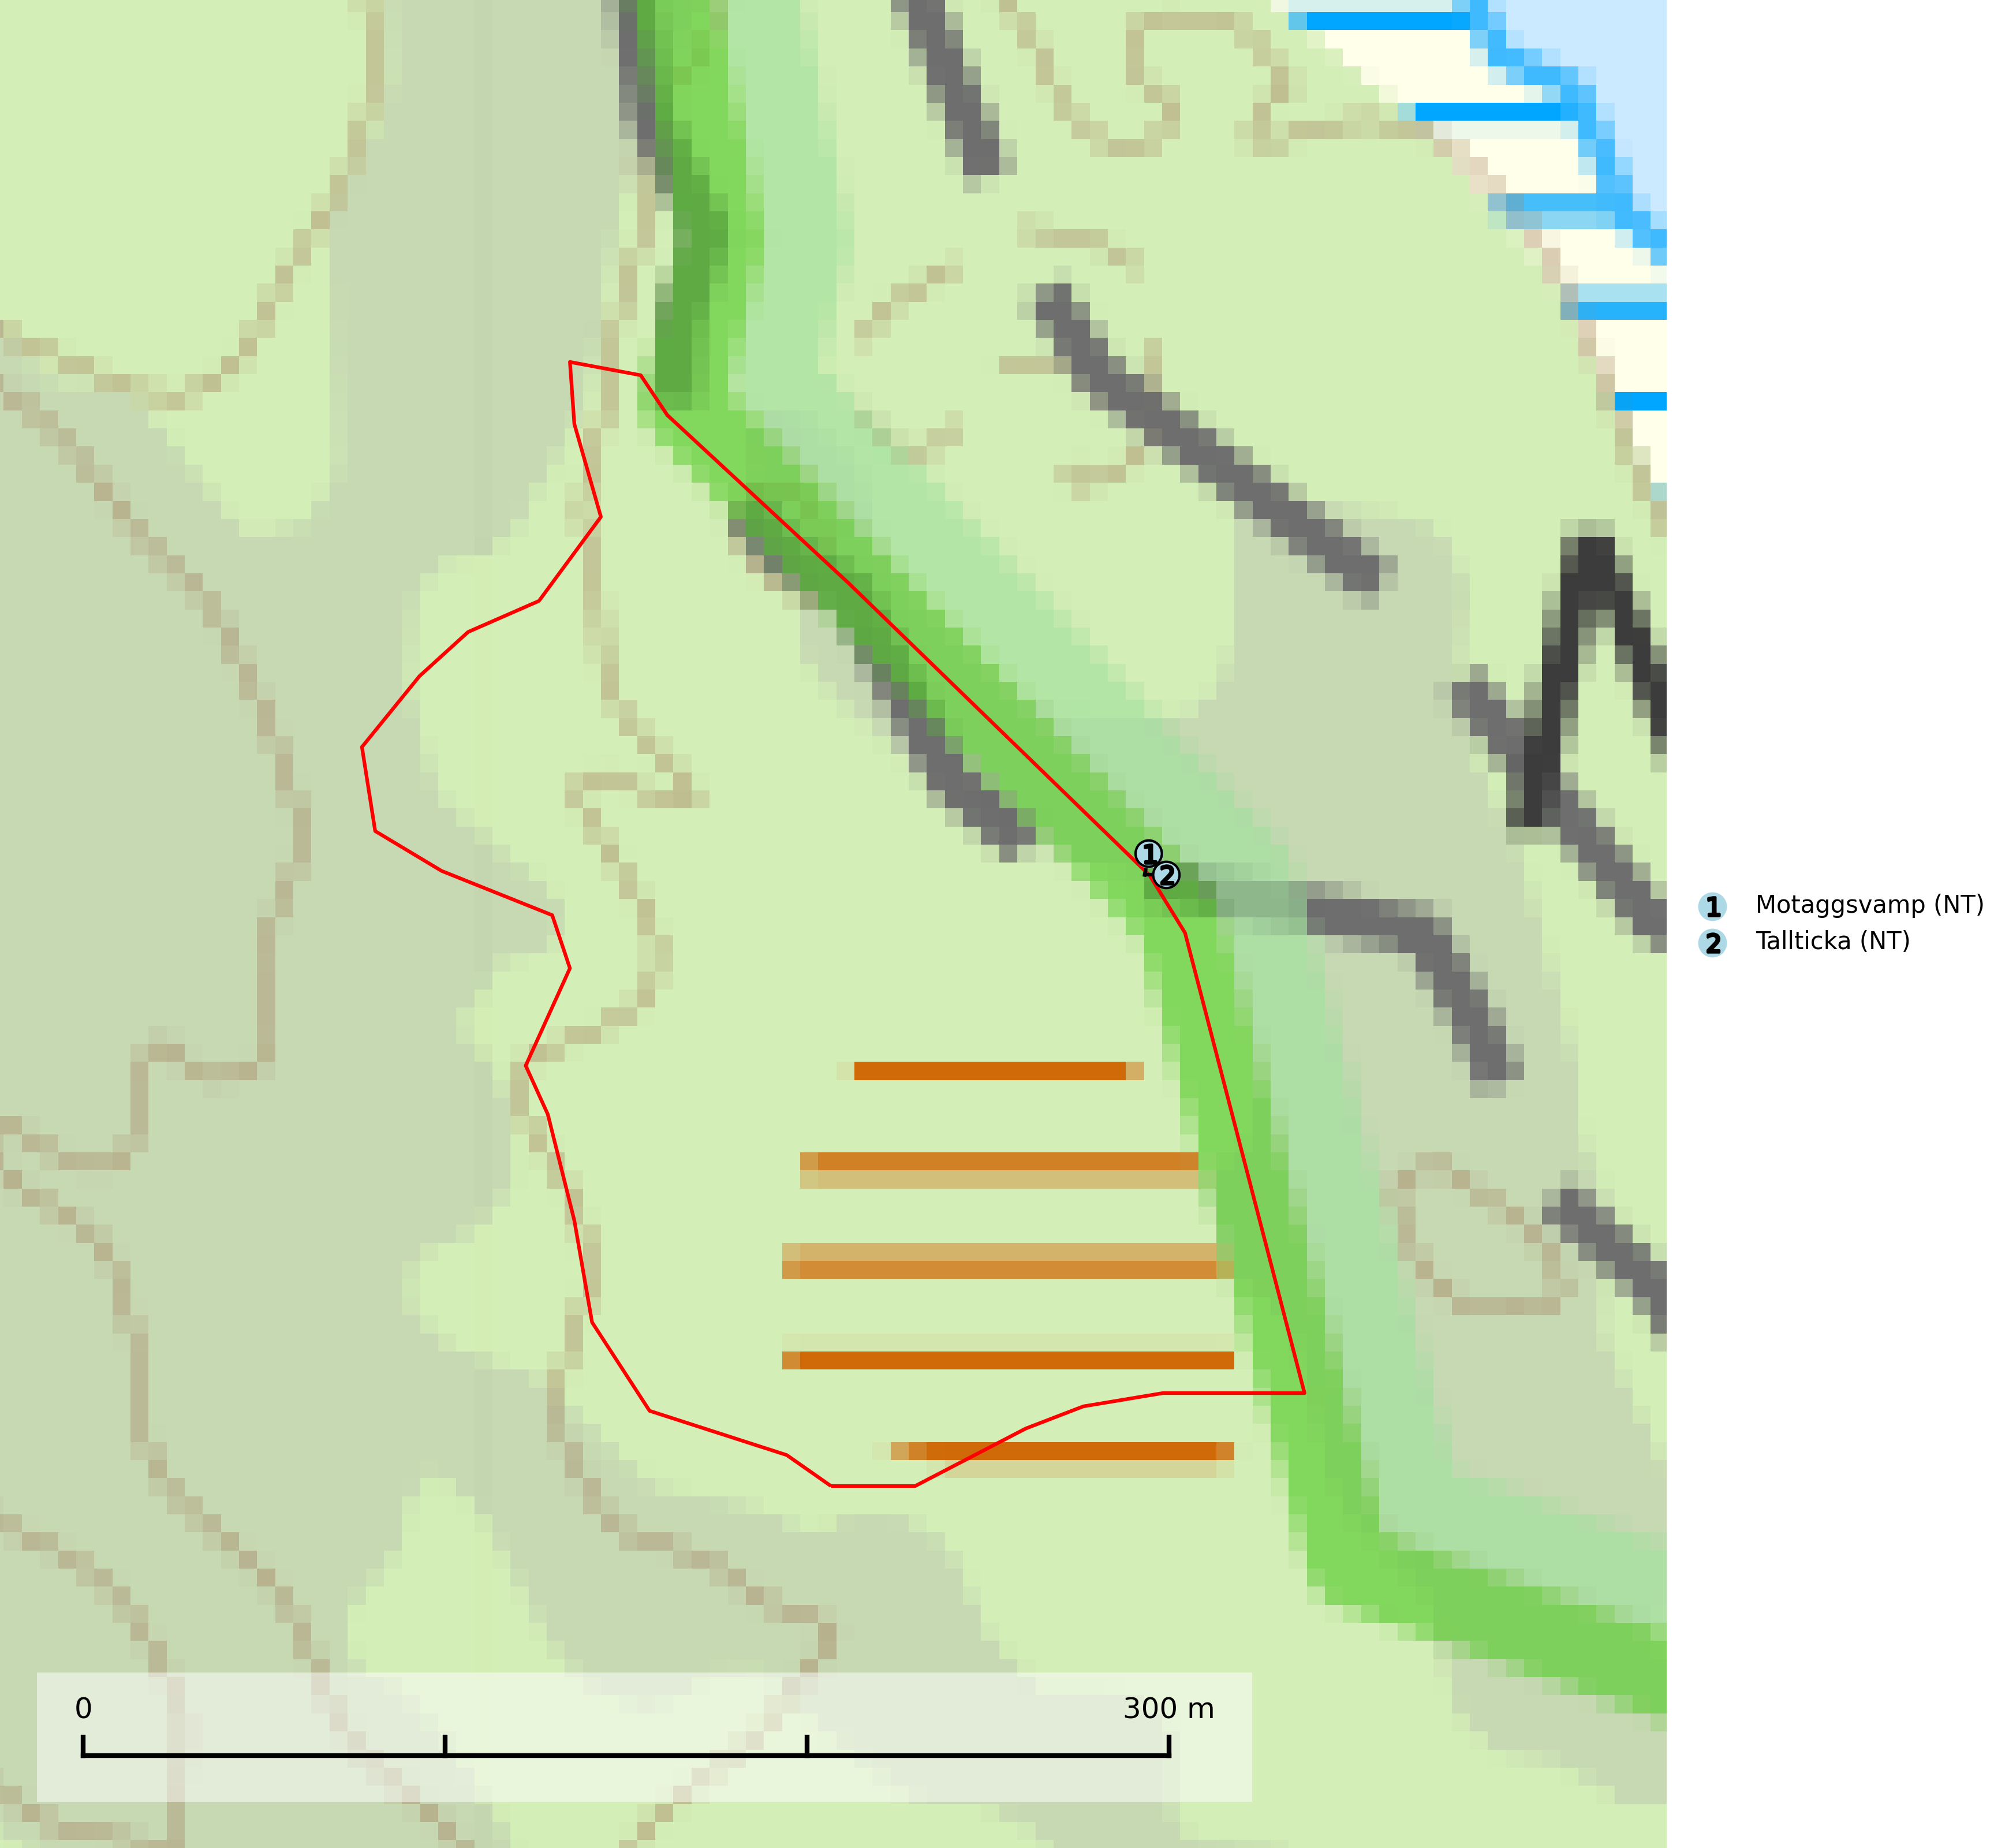 1
2
1 Motaggsvamp (NT)
2 Tallticka (NT)
0 300 m